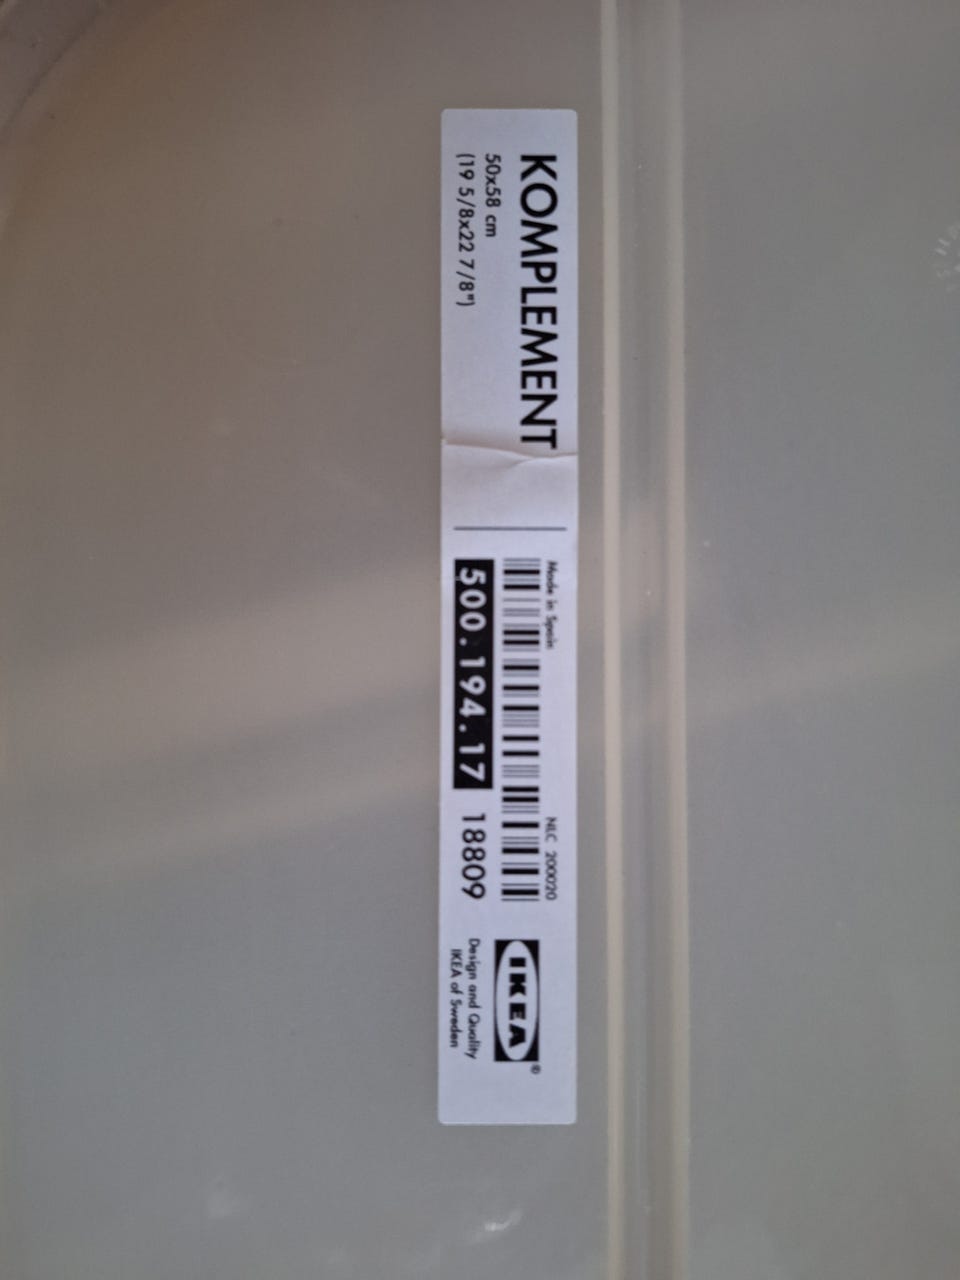 KOMPLEMENT
50x58 cm
(19 5/8x22 7/8")
Made in Spain
NLC 200020
500.194.17 18809
IKEA®
Design and Quality
IKEA of Sweden